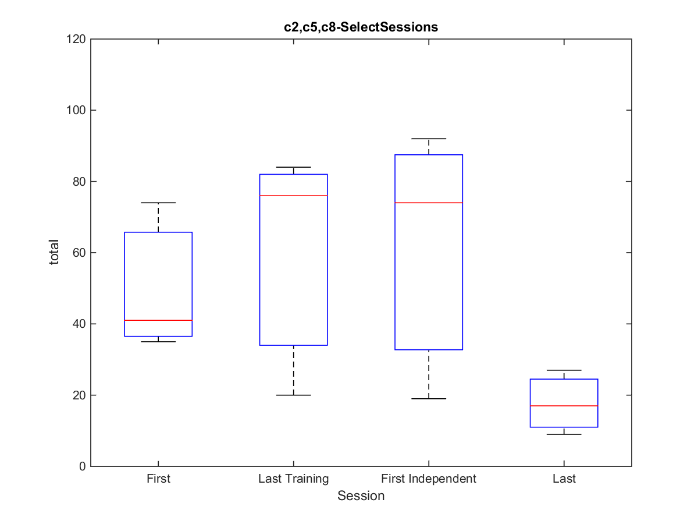 c2,c5,c8-SelectSessions
120
100
80
60
40
20
0
total
First Last Training First Independent Last
Session